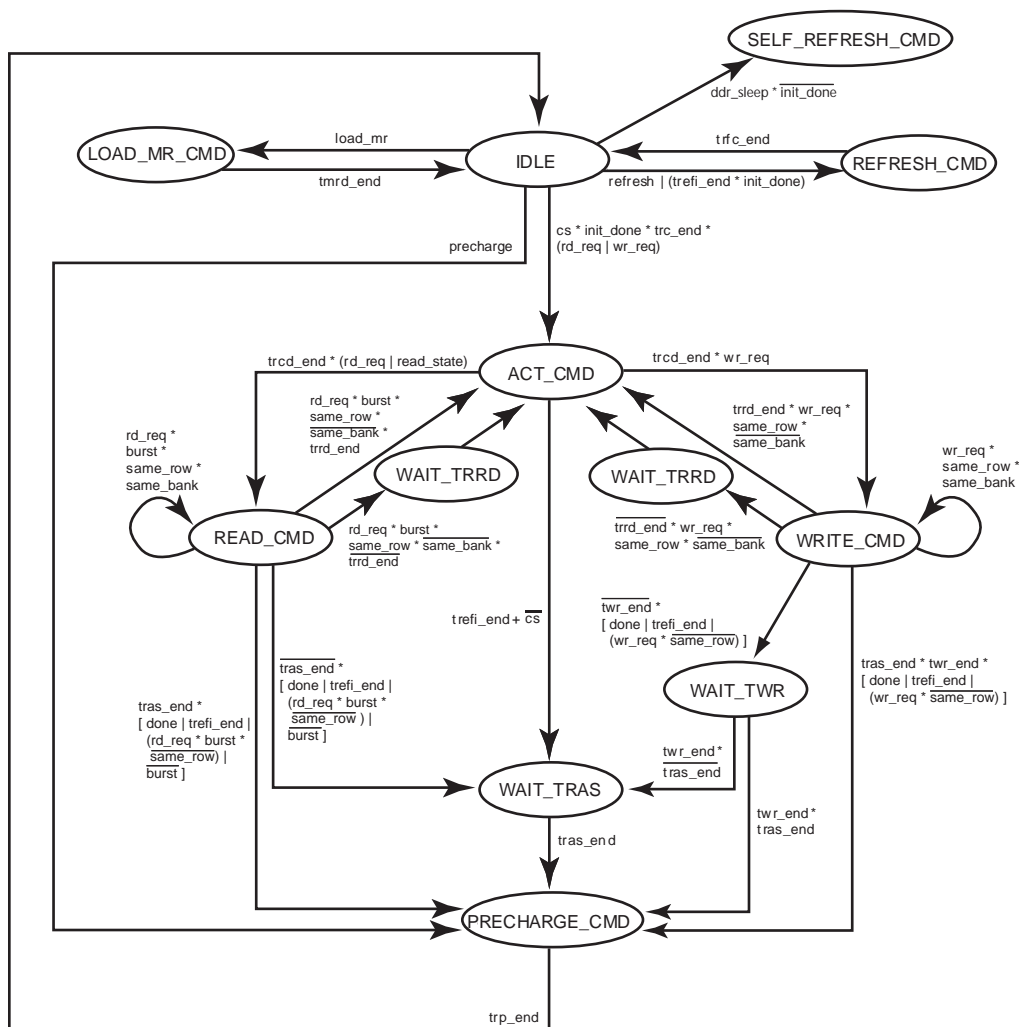 SELF_REFRESH_CMD
ddr_sleep * init_done
load_mr
trfc_end
LOAD_MR_CMD
IDLE
REFRESH_CMD
tmrd_end
refresh | (trefi_end * init_done)
precharge
cs * init_done * trc_end *
(rd_req | wr_req)
trcd_end * (rd_req | read_state)
ACT_CMD
trcd_end * wr_req
rd_req * burst *
same_row *
same_bank *
trrd_end
trrd_end * wr_req *
same_row *
same_bank
rd_req *
burst *
same_row *
same_bank
WAIT_TRRD
WAIT_TRRD
wr_req *
same_row *
same_bank
READ_CMD
rd_req * burst *
same_row * same_bank *
trrd_end
trrd_end * wr_req *
same_row * same_bank
WRITE_CMD
trefi_end + cs
twr_end *
[ done | trefi_end |
(wr_req * same_row) ]
tras_end *
[ done | trefi_end |
(rd_req * burst *
same_row ) |
burst ]
tras_end *
[ done | trefi_end |
(rd_req * burst *
same_row) |
burst ]
WAIT_TWR
tras_end * twr_end *
[ done | trefi_end |
(wr_req * same_row) ]
twr_end*
tras_end
WAIT_TRAS
twr_end*
tras_end
tras_end
PRECHARGE_CMD
trp_end